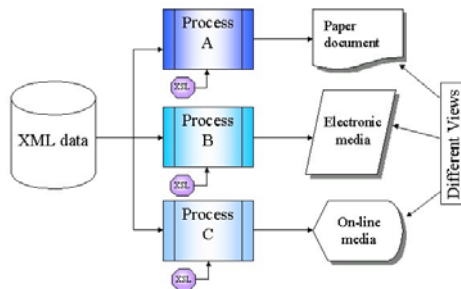 Process
A
XSL
Paper
document
XML data
Process
B
XSL
Electronic
media
Different Views
Process
C
XSL
On-line
media